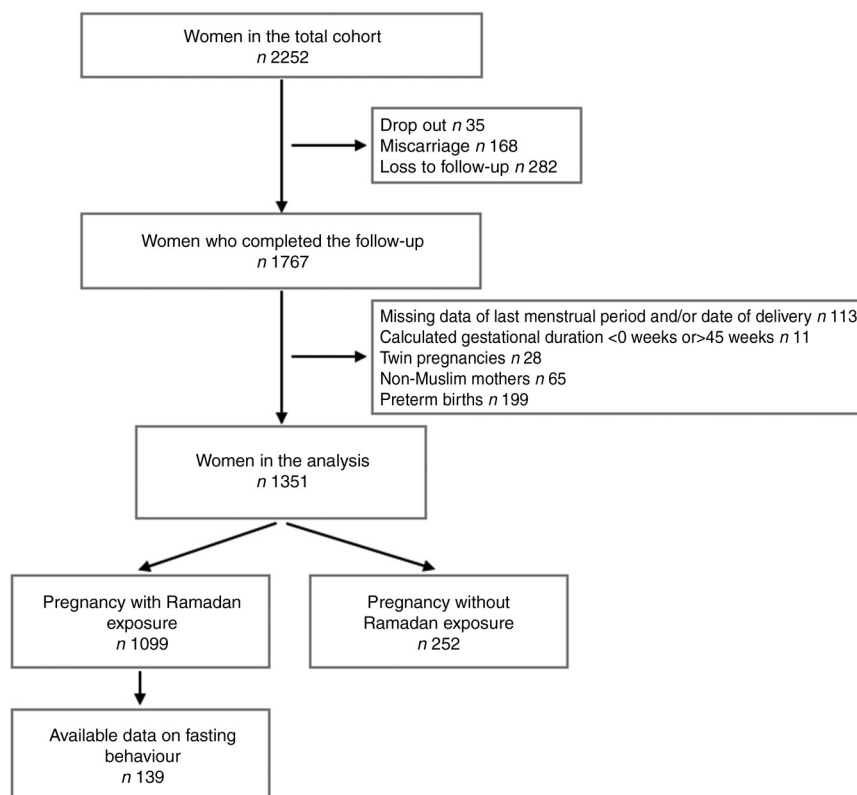 Women in the total cohort
n 2252
Drop out n 35
Miscarriage n 168
Loss to follow-up n 282
Women who completed the follow-up
n 1767
Missing data of last menstrual period and/or date of delivery n 113
Calculated gestational duration <0 weeks or>45 weeks n 11
Twin pregnancies n 28
Non-Muslim mothers n 65
Preterm births n 199
Women in the analysis
n 1351
Pregnancy with Ramadan
exposure
n 1099
Pregnancy without
Ramadan exposure
n 252
Available data on fasting
behaviour
n 139